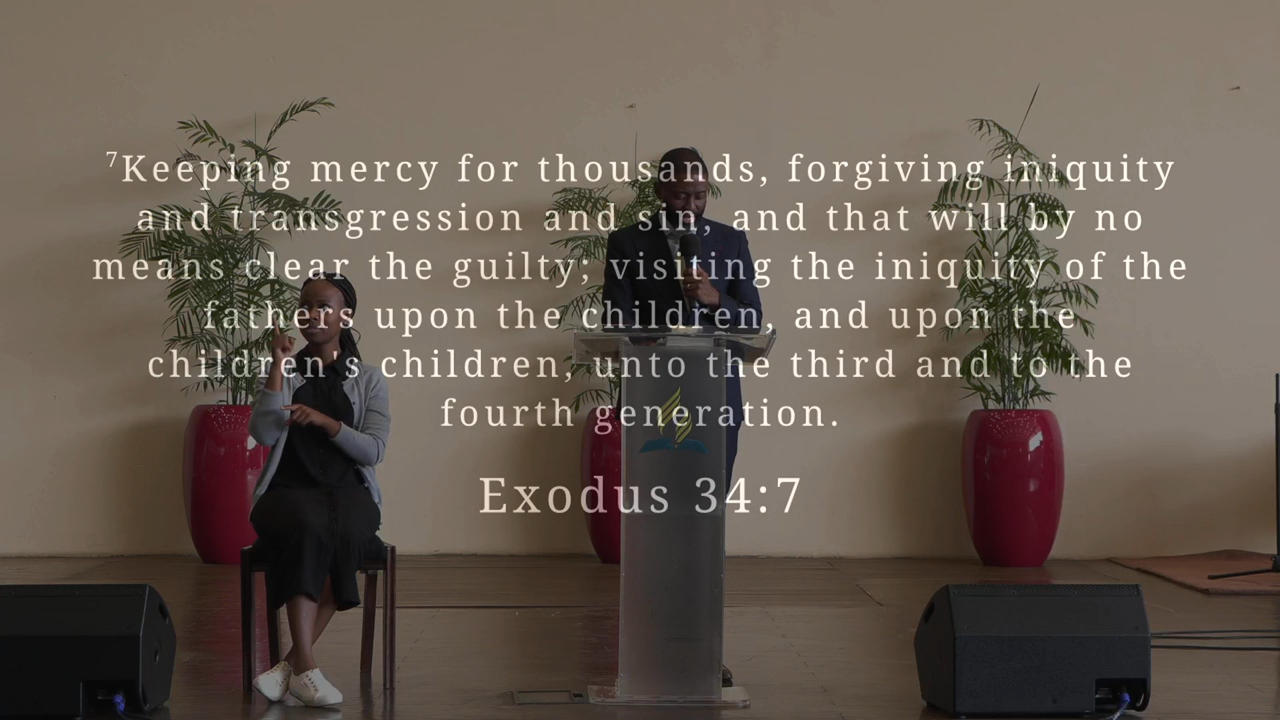 ⁷Keeping mercy for thousands, forgiving iniquity
and transgression and sin, and that will by no
means clear the guilty; visiting the iniquity of the
fathers upon the children, and upon the
children's children, unto the third and to the
fourth generation.
Exodus 34:7